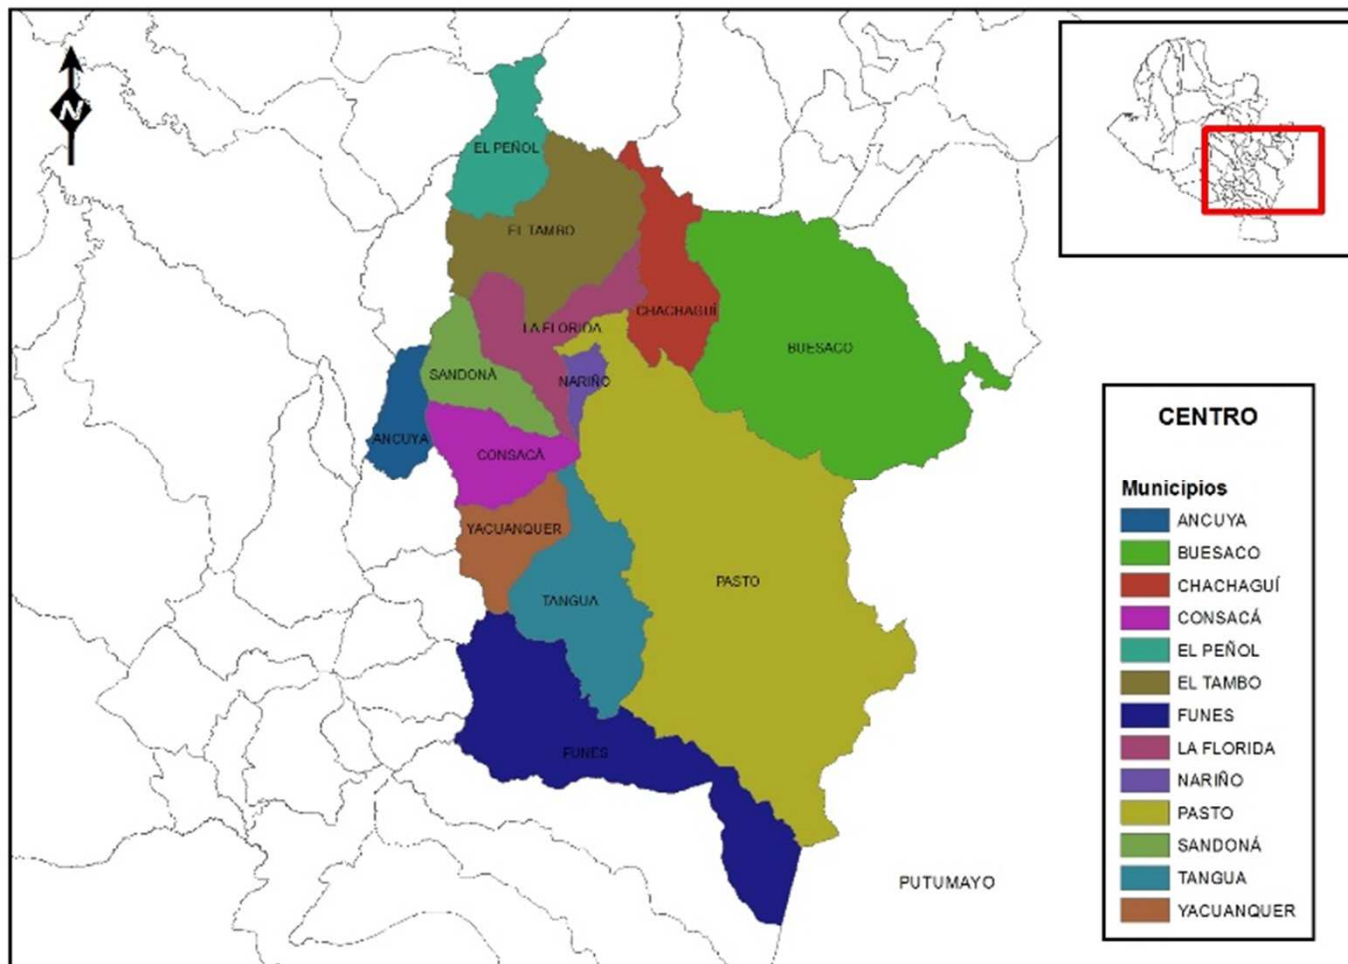 N
EL PEÑOL
EL TAMBO
CHACHAGUÍ
LA FLORIDA
BUESACO
SANDONÁ
NARIÑO
ANCUYA
CONSACÁ
YACUANQUER
PASTO
TANGUA
FUNES
PUTUMAYO
CENTRO
Municipios
ANCUYA
BUESACO
CHACHAGUÍ
CONSACÁ
EL PEÑOL
EL TAMBO
FUNES
LA FLORIDA
NARIÑO
PASTO
SANDONÁ
TANGUA
YACUANQUER